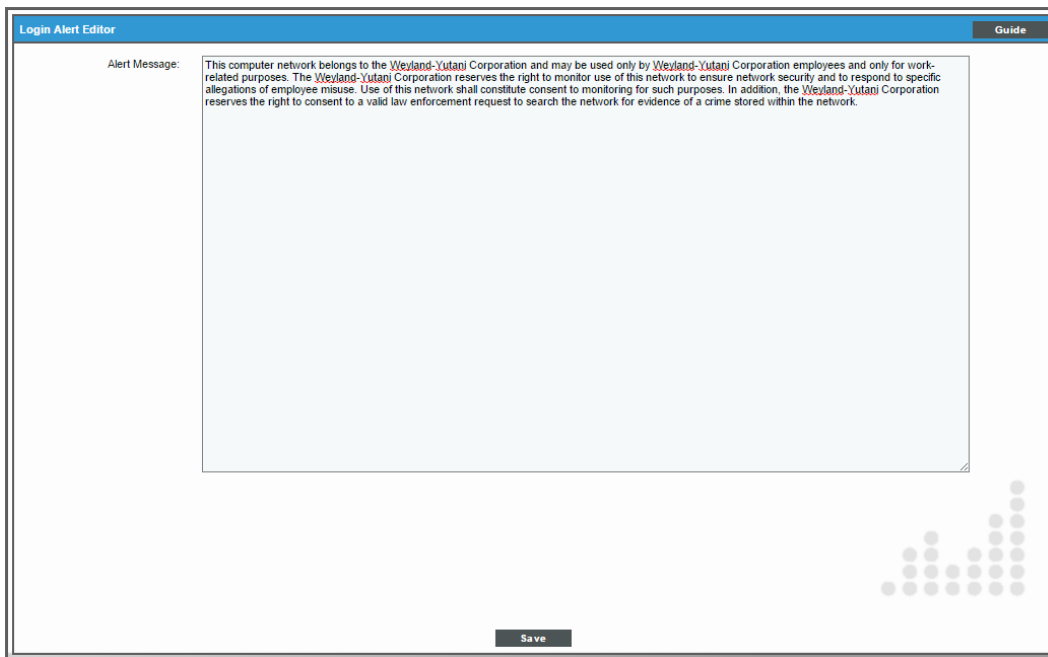 Login Alert Editor
Guide
Alert Message:
This computer network belongs to the Weyland-Yutani Corporation and may be used only by Weyland-Yutani Corporation employees and only for work-
related purposes. The Weyland-Yutani Corporation reserves the right to monitor use of this network to ensure network security and to respond to specific
allegations of employee misuse. Use of this network shall constitute consent to monitoring for such purposes. In addition, the Weyland-Yutani Corporation
reserves the right to consent to a valid law enforcement request to search the network for evidence of a crime stored within the network.
Save